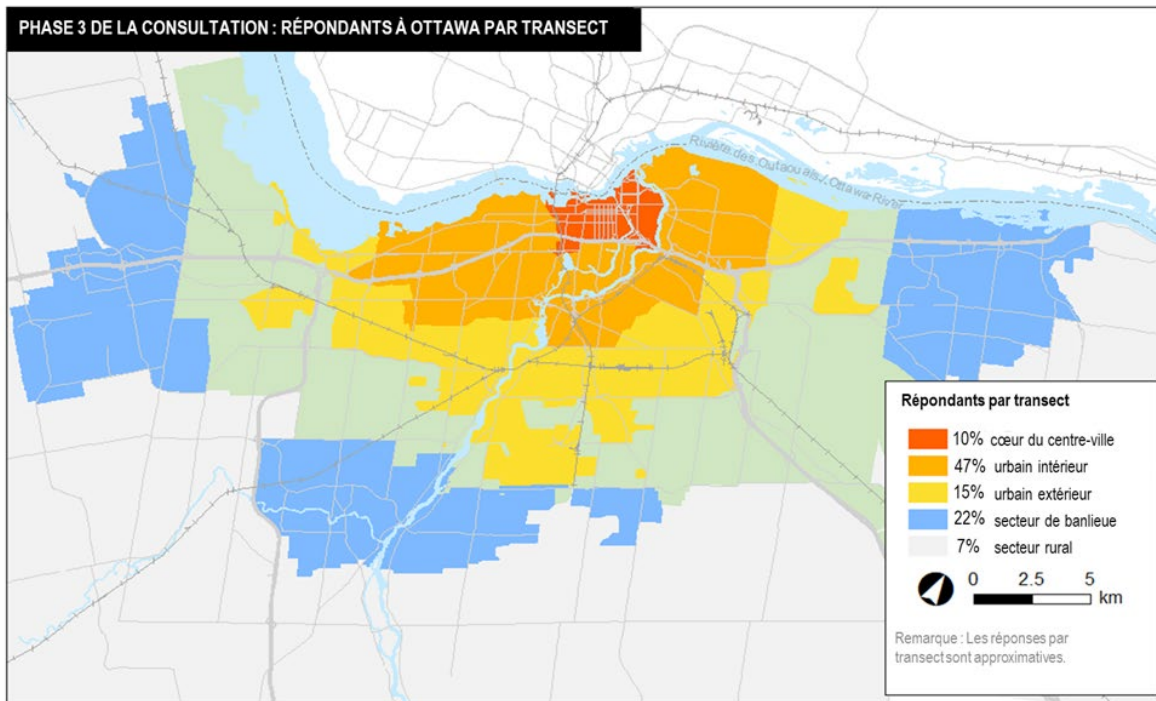 PHASE 3 DE LA CONSULTATION : RÉPONDANTS À OTTAWA PAR TRANSECT
Rivière des Outaouais / Ottawa River
Répondants par transect
10% cœur du centre-ville
47% urbain intérieur
15% urbain extérieur
22% secteur de banlieue
7% secteur rural
0 2.5 5
km
Remarque : Les réponses par
transect sont approximatives.